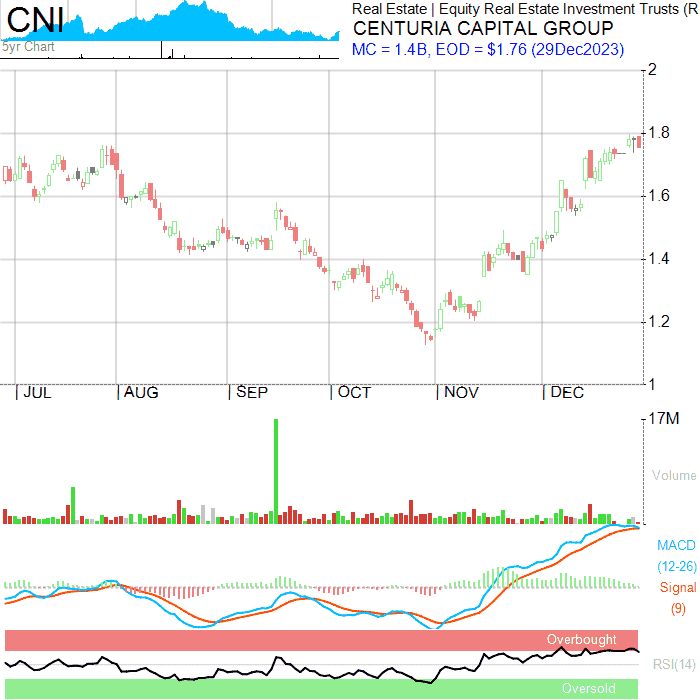 CNI
5yr Chart
Real Estate | Equity Real Estate Investment Trusts (R
CENTURIA CAPITAL GROUP
MC = 1.4B, EOD = $1.76 (29Dec2023)
2
1.8
1.6
1.4
1.2
1
JUL AUG SEP OCT NOV DEC
17M
Volume
MACD
(12-26)
Signal
(9)
Overbought
RSI(14)
Oversold